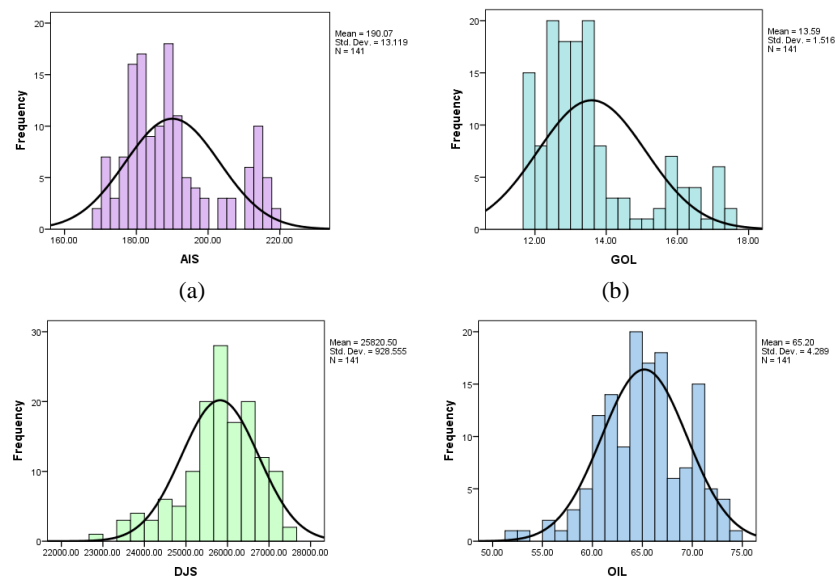 Mean = 190.07
Std. Dev. = 13.119
N = 141
Frequency
20
15
10
5
0
160.00 180.00 200.00 220.00
AIS
(a)
Mean = 13.59
Std. Dev. = 1.516
N = 141
Frequency
20
15
10
5
0
12.00 14.00 16.00 18.00
GOL
(b)
Mean = 25820.50
Std. Dev. = 928.555
N = 141
Frequency
30
20
10
0
22000.00 23000.00 24000.00 25000.00 26000.00 27000.00 28000.00
DJS
Mean = 65.20
Std. Dev. = 4.289
N = 141
Frequency
20
15
10
5
0
50.00 55.00 60.00 65.00 70.00 75.00
OIL